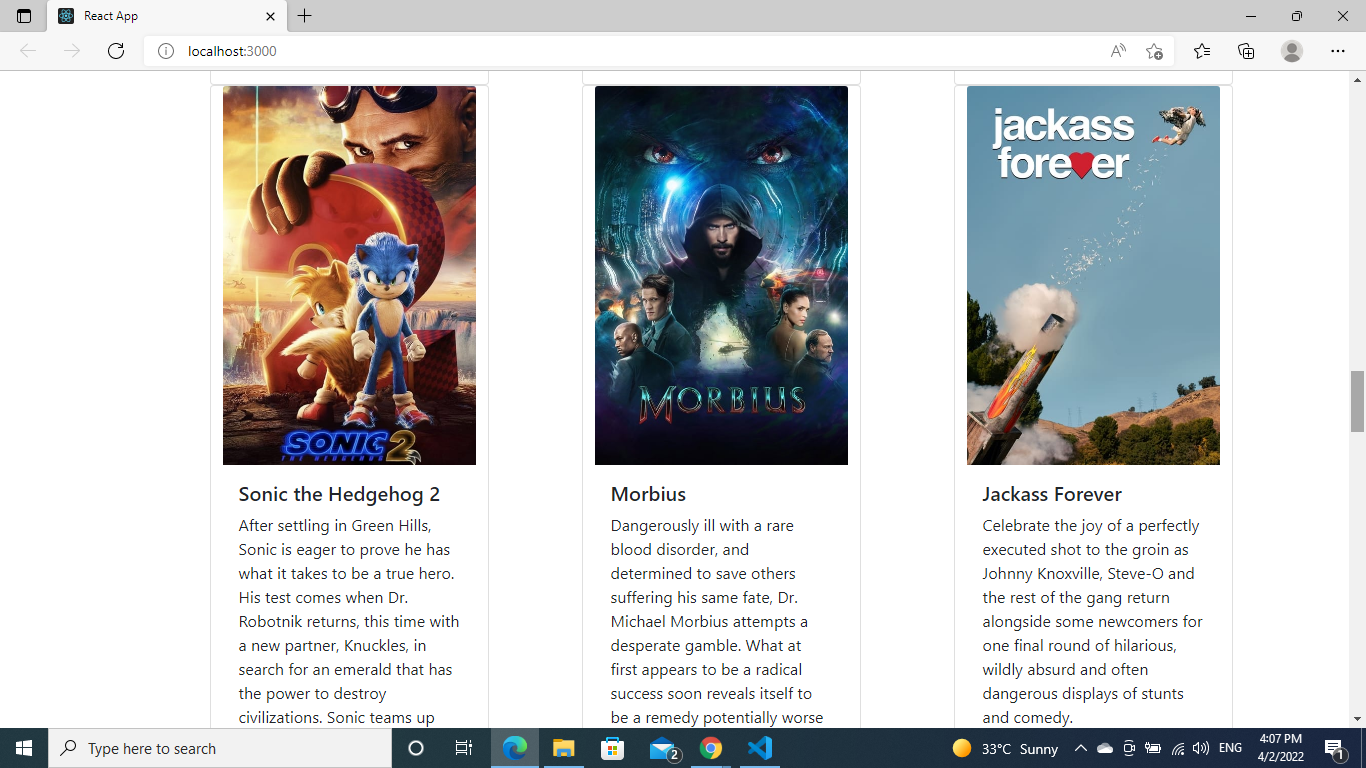 React App
localhost:3000
jackass
forever
MORBIUS
SONIC 2
THE HEDGEHOG
Sonic the Hedgehog 2
After settling in Green Hills,
Sonic is eager to prove he has
what it takes to be a true hero.
His test comes when Dr.
Robotnik returns, this time with
a new partner, Knuckles, in
search for an emerald that has
the power to destroy
civilizations. Sonic teams up
Morbius
Dangerously ill with a rare
blood disorder, and
determined to save others
suffering his same fate, Dr.
Michael Morbius attempts a
desperate gamble. What at
first appears to be a radical
success soon reveals itself to
be a remedy potentially worse
Jackass Forever
Celebrate the joy of a perfectly
executed shot to the groin as
Johnny Knoxville, Steve-O and
the rest of the gang return
alongside some newcomers for
one final round of hilarious,
wildly absurd and often
dangerous displays of stunts
and comedy.
Type here to search
2
33°C Sunny
ENG
4:07 PM
4/2/2022
1